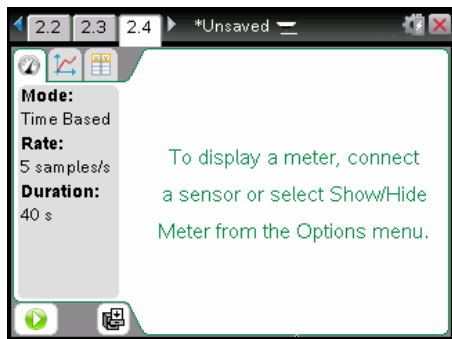 2.2 2.3 2.4 *Unsaved
Mode:
Time Based
Rate:
5 samples/s
Duration:
40 s
To display a meter, connect
a sensor or select Show/Hide
Meter from the Options menu.